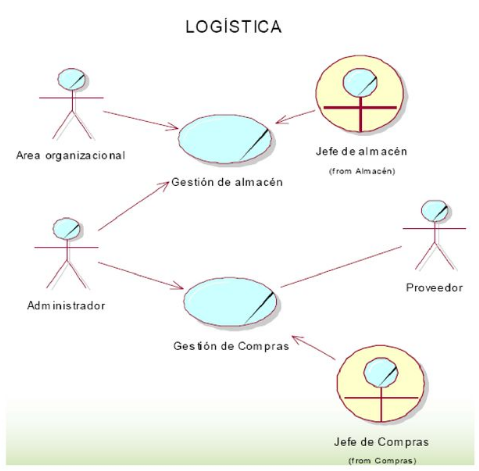 LOGÍSTICA
Area organizacional
Jefe de almacén
(from Almacén)
Gestión de almacén
Administrador
Proveedor
Gestión de Compras
Jefe de Compras
(from Compras)